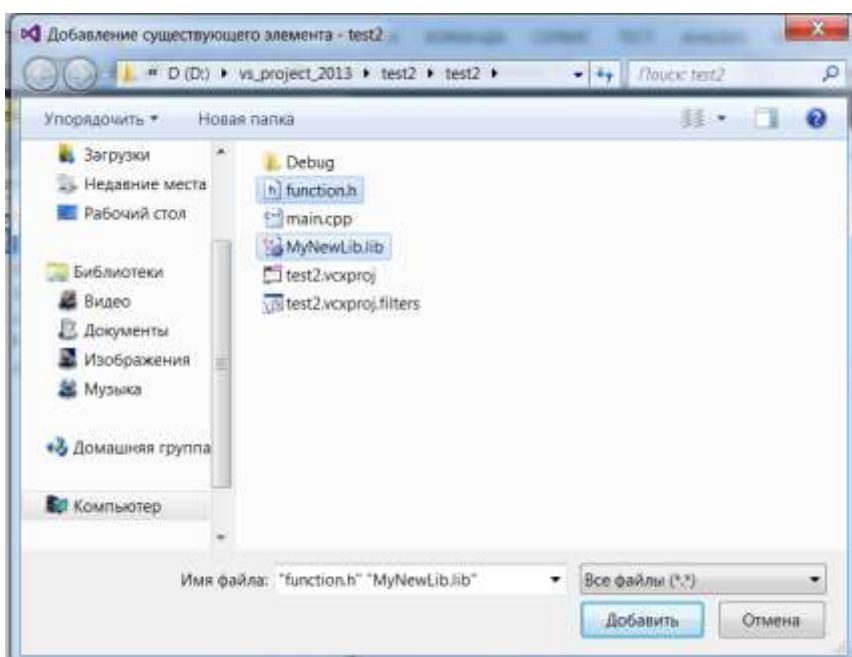 Добавление существующего элемента - test2
D (D:) vs_project_2013 test2 test2
Поиск: test2
Упорядочить Новая папка
Загрузки
Недавние места
Рабочий стол
Библиотеки
Видео
Документы
Изображения
Музыка
Домашняя группа
Компьютер
Debug
function.h
main.cpp
MyNewLib.lib
test2.vcxproj
test2.vcxproj.filters
Имя файла: "function.h" "MyNewLib.lib"
Все файлы (*.*)
Добавить Отмена